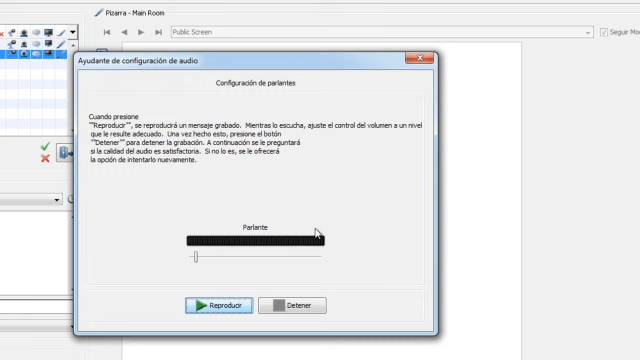 Pizarra - Main Room
Public Screen
Seguir Mo
Ayudante de configuración de audio
Configuración de parlantes
Cuando presione
""Reproducir"", se reproducirá un mensaje grabado. Mientras lo escucha, ajuste el control del volumen a un nivel
que le resulte adecuado. Una vez hecho esto, presione el botón
""Detener"" para detener la grabación. A continuación se le preguntará
si la calidad del audio es satisfactoria. Si no lo es, se le ofrecerá
la opción de intentarlo nuevamente.
Parlante
Reproducir
Detener